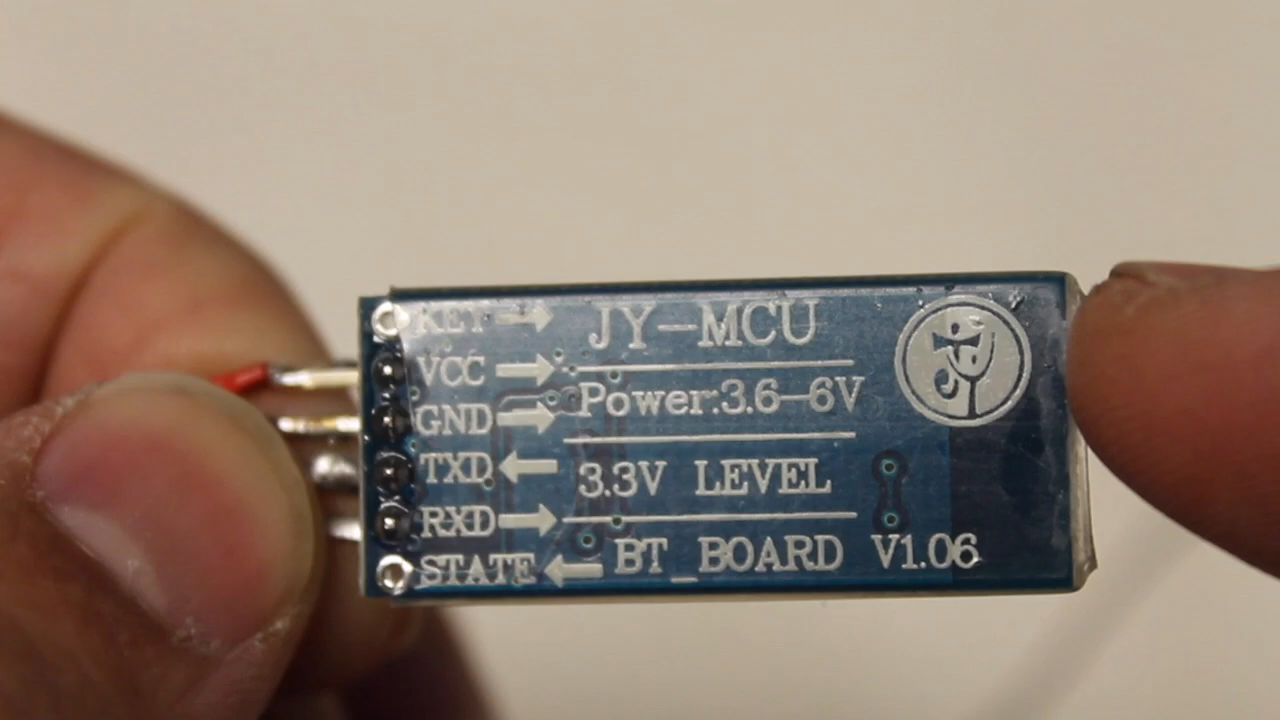 KEY
VCC
GND
TXD
RXD
STATE
JY-MCU
Power:3.6-6V
3.3V LEVEL
BT_BOARD V1.06